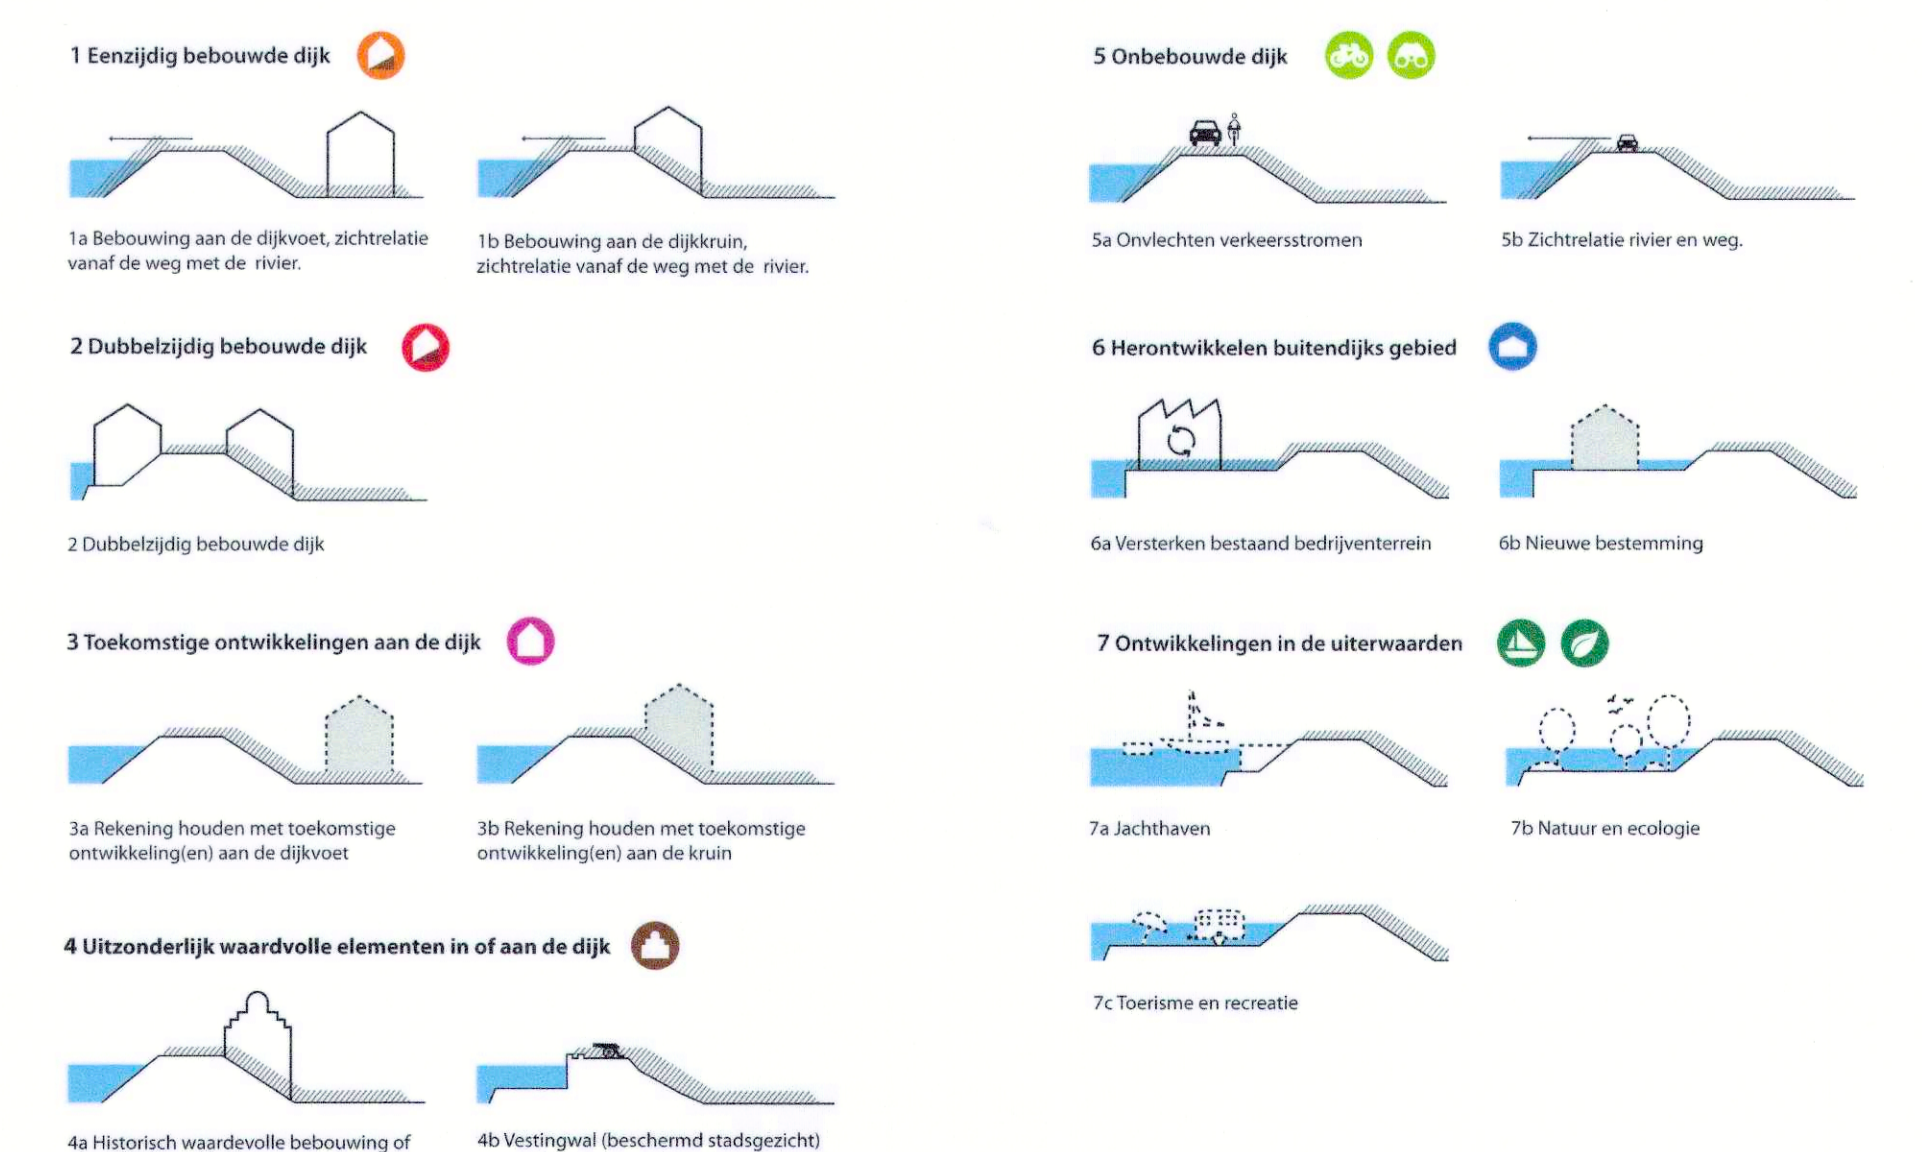 1 Eenzijdig bebouwde dijk
1a Bebouwing aan de dijkvoet, zichtrelatie
vanaf de weg met de rivier.
1b Bebouwing aan de dijkkruin,
zichtrelatie vanaf de weg met de rivier.
2 Dubbelzijdig bebouwde dijk
2 Dubbelzijdig bebouwde dijk
3 Toekomstige ontwikkelingen aan de dijk
3a Rekening houden met toekomstige
ontwikkeling(en) aan de dijkvoet
3b Rekening houden met toekomstige
ontwikkeling(en) aan de kruin
4 Uitzonderlijk waardvolle elementen in of aan de dijk
4a Historisch waardevolle bebouwing of
4b Vestingwal (beschermd stadsgezicht)
5 Onbebouwde dijk
5a Onvlechten verkeersstromen
5b Zichtrelatie rivier en weg.
6 Herontwikkelen buitendijks gebied
6a Versterken bestaand bedrijventerrein
6b Nieuwe bestemming
7 Ontwikkelingen in de uiterwaarden
7a Jachthaven
7b Natuur en ecologie
7c Toerisme en recreatie